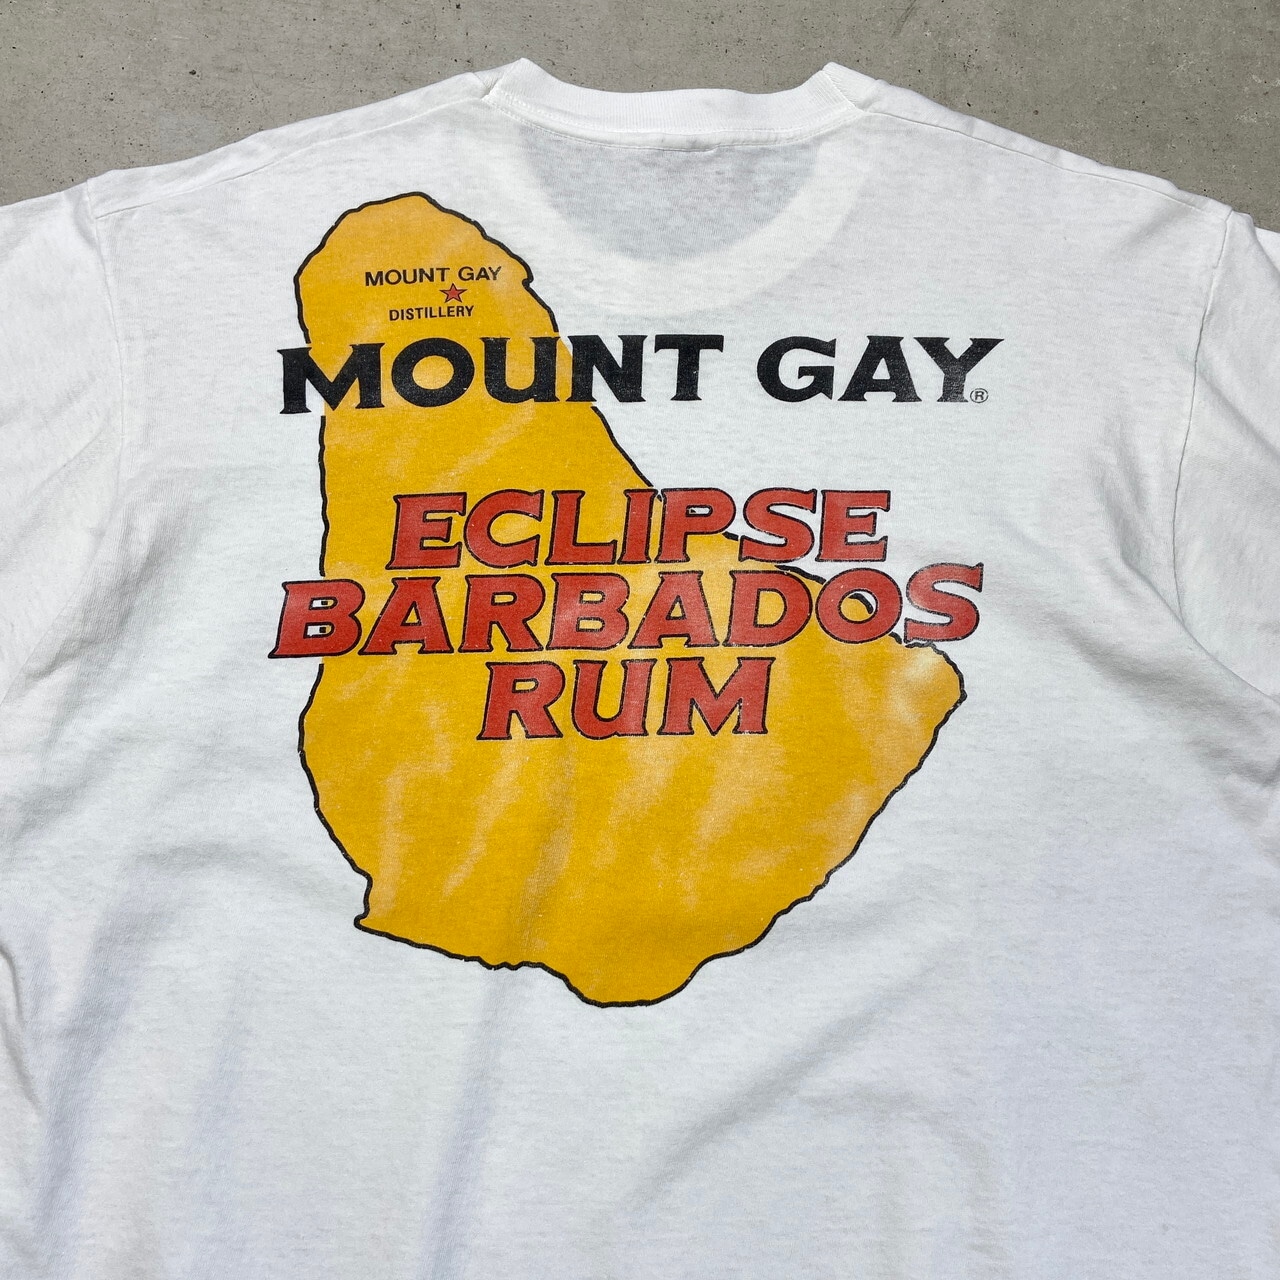 MOUNT GAY
DISTILLERY
MOUNT GAY®
ECLIPSE
BARBADOS
RUM